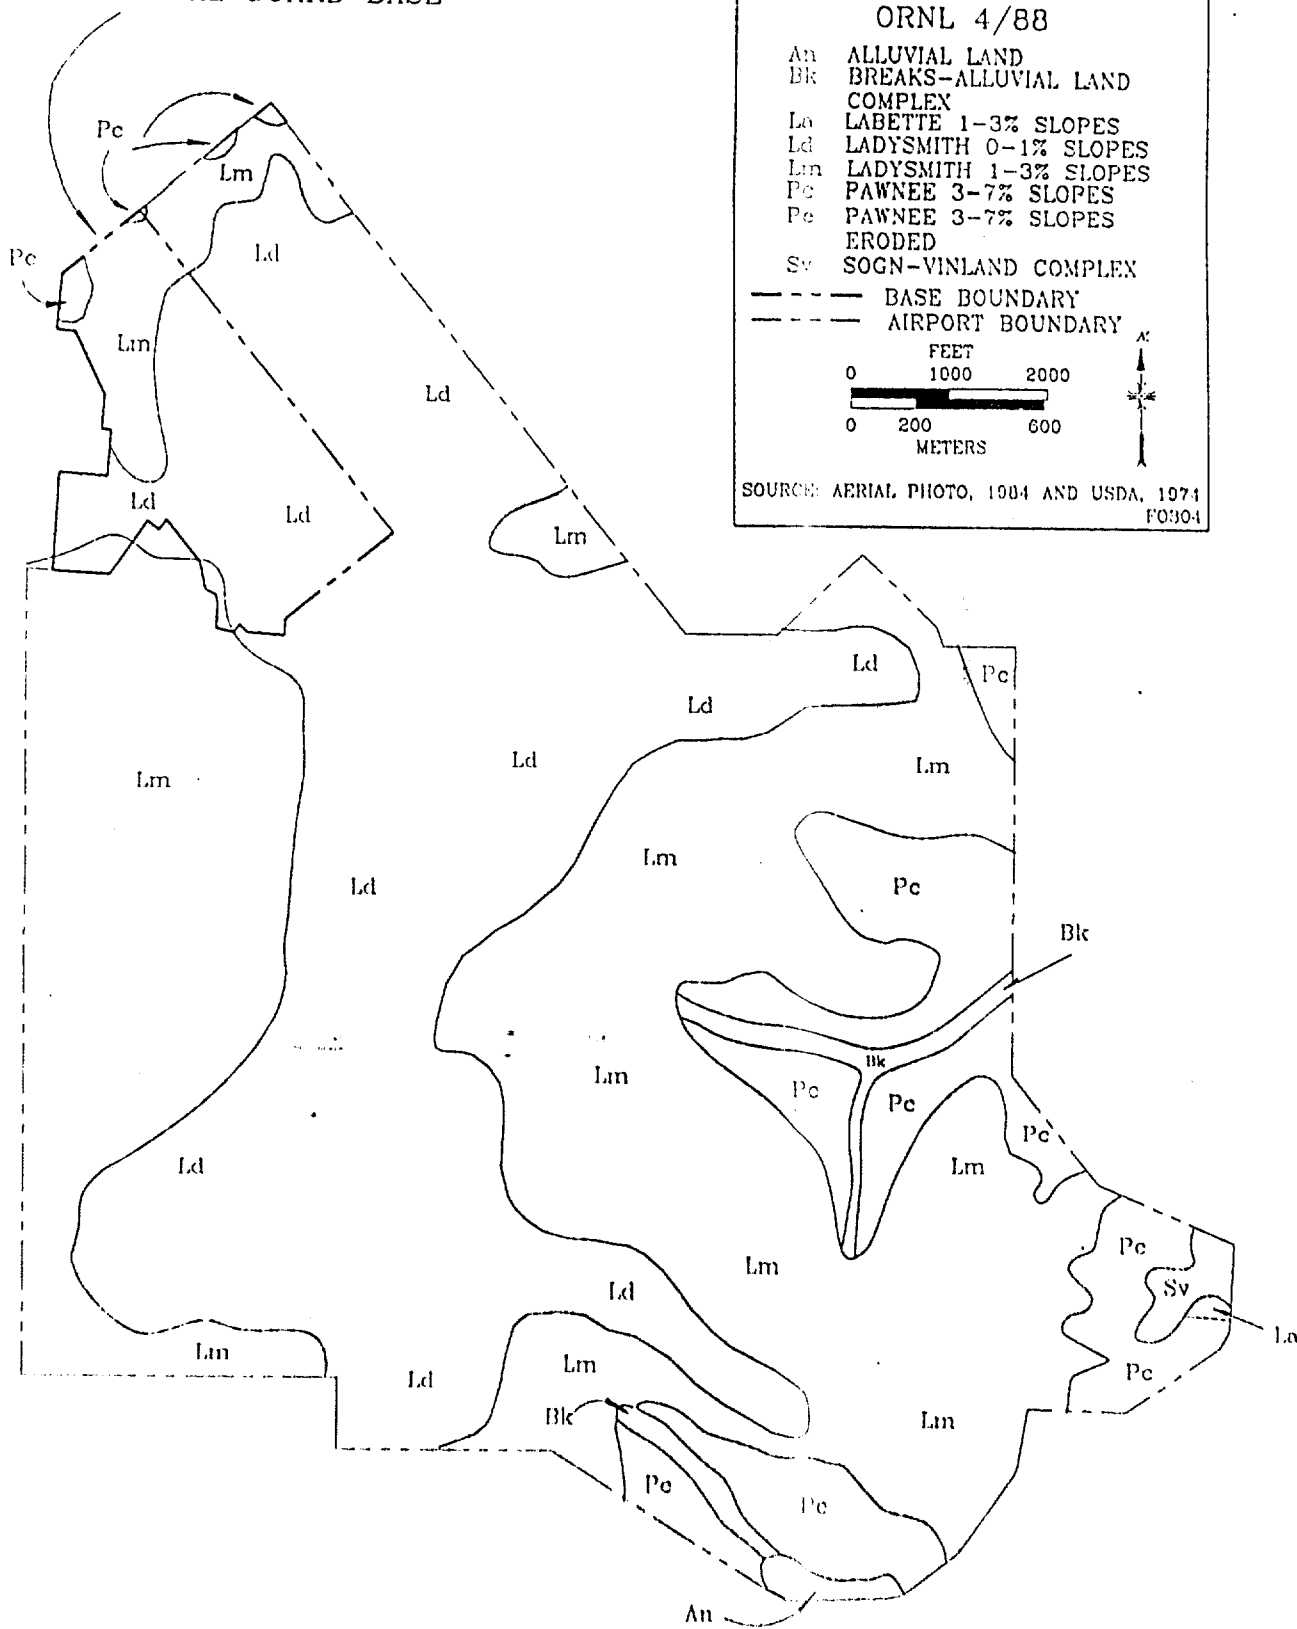 BASE
ORNL 4/88
An ALLUVIAL LAND
Bk BREAKS-ALLUVIAL LAND
COMPLEX
La LABETTE 1-3% SLOPES
Ld LADYSMITH 0-1% SLOPES
Lm LADYSMITH 1-3% SLOPES
Pc PAWNEE 3-7% SLOPES
Pe PAWNEE 3-7% SLOPES
ERODED
Sv SOGN-VINLAND COMPLEX
BASE BOUNDARY
AIRPORT BOUNDARY
N
FEET
0 1000 2000
0 200 600
METERS
SOURCE: AERIAL PHOTO, 1984 AND USDA, 1974
F0304
Pc
Lm
Ld
Pc
Lm
Ld
Ld
Ld
Lm
Ld
Pc
Ld
Ld
Lm
Lm
Lm
Ld
Pc
Bk
Bk
Lm
Pc
Pc
Pc
Ld
Lm
Pc
Lm
Sv
Ld
La
Lm
Lm
Ld
Pc
Bk
Lm
Pc
Pc
An